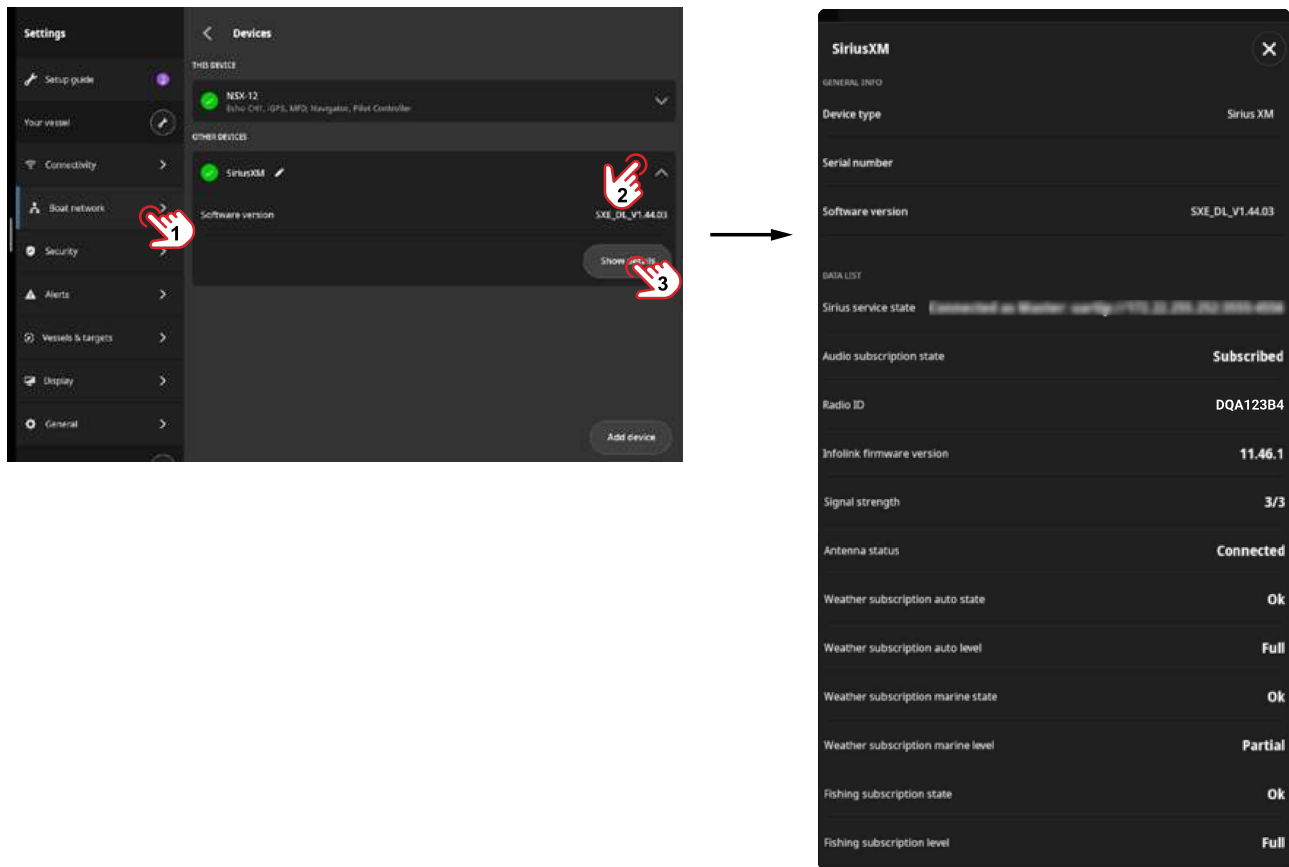 Settings
Setup guide
Your vessel
Connectivity
Boat network
1
Security
Alerts
Vessels & targets
Display
General
Devices
THIS DEVICE
NSX-12
Echo CH1, iGPS, MFD, Navigator, Pilot Controller
OTHER DEVICES
SiriusXM
2
Software version SXE_DL_V1.44.03
Show details
3
Add device
SiriusXM
GENERAL INFO
Device type Sirius XM
Serial number
Software version SXE_DL_V1.44.03
DATA LIST
Sirius service state
Audio subscription state Subscribed
Radio ID DQA123B4
Infolink firmware version 11.46.1
Signal strength 3/3
Antenna status Connected
Weather subscription auto state Ok
Weather subscription auto level Full
Weather subscription marine state Ok
Weather subscription marine level Partial
Fishing subscription state Ok
Fishing subscription level Full